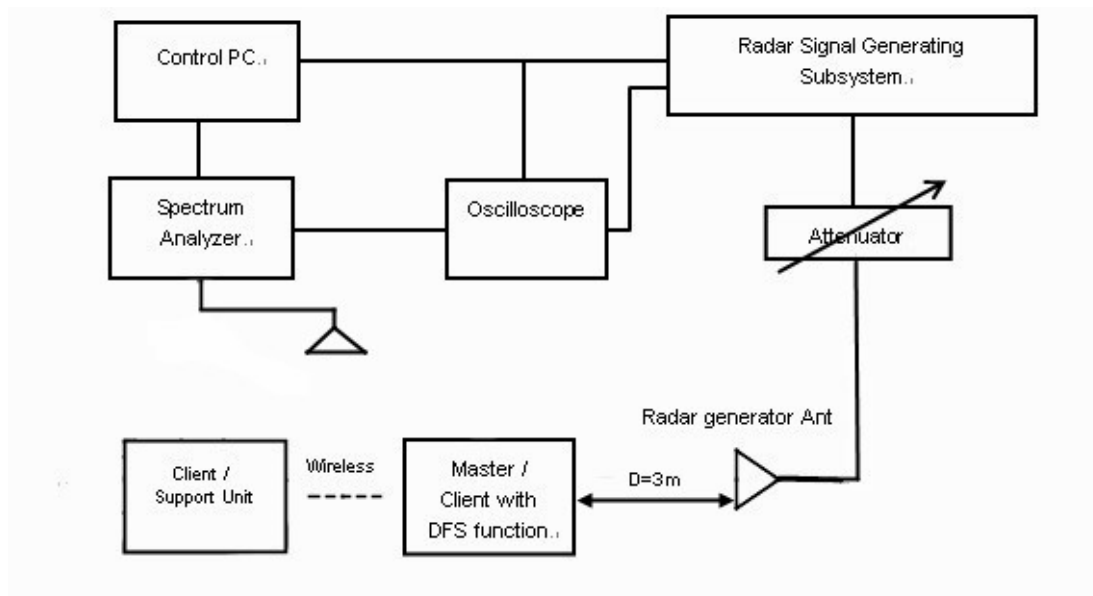 Control PC.
Radar Signal Generating
Subsystem.
Spectrum
Analyzer.
Oscilloscope
Attenuator
Radar generator Ant
Client /
Support Unit
Wireless
Master /
Client with
DFS function.
D=3m